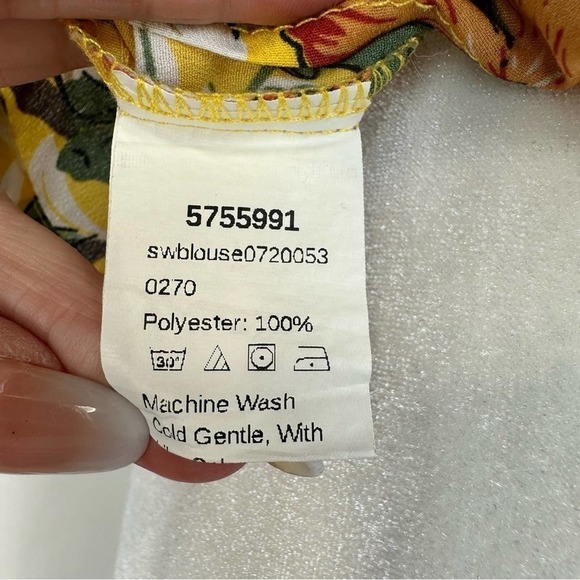 5755991
swblouse0720053
0270
Polyester: 100%
30°
Machine Wash
Cold Gentle, With